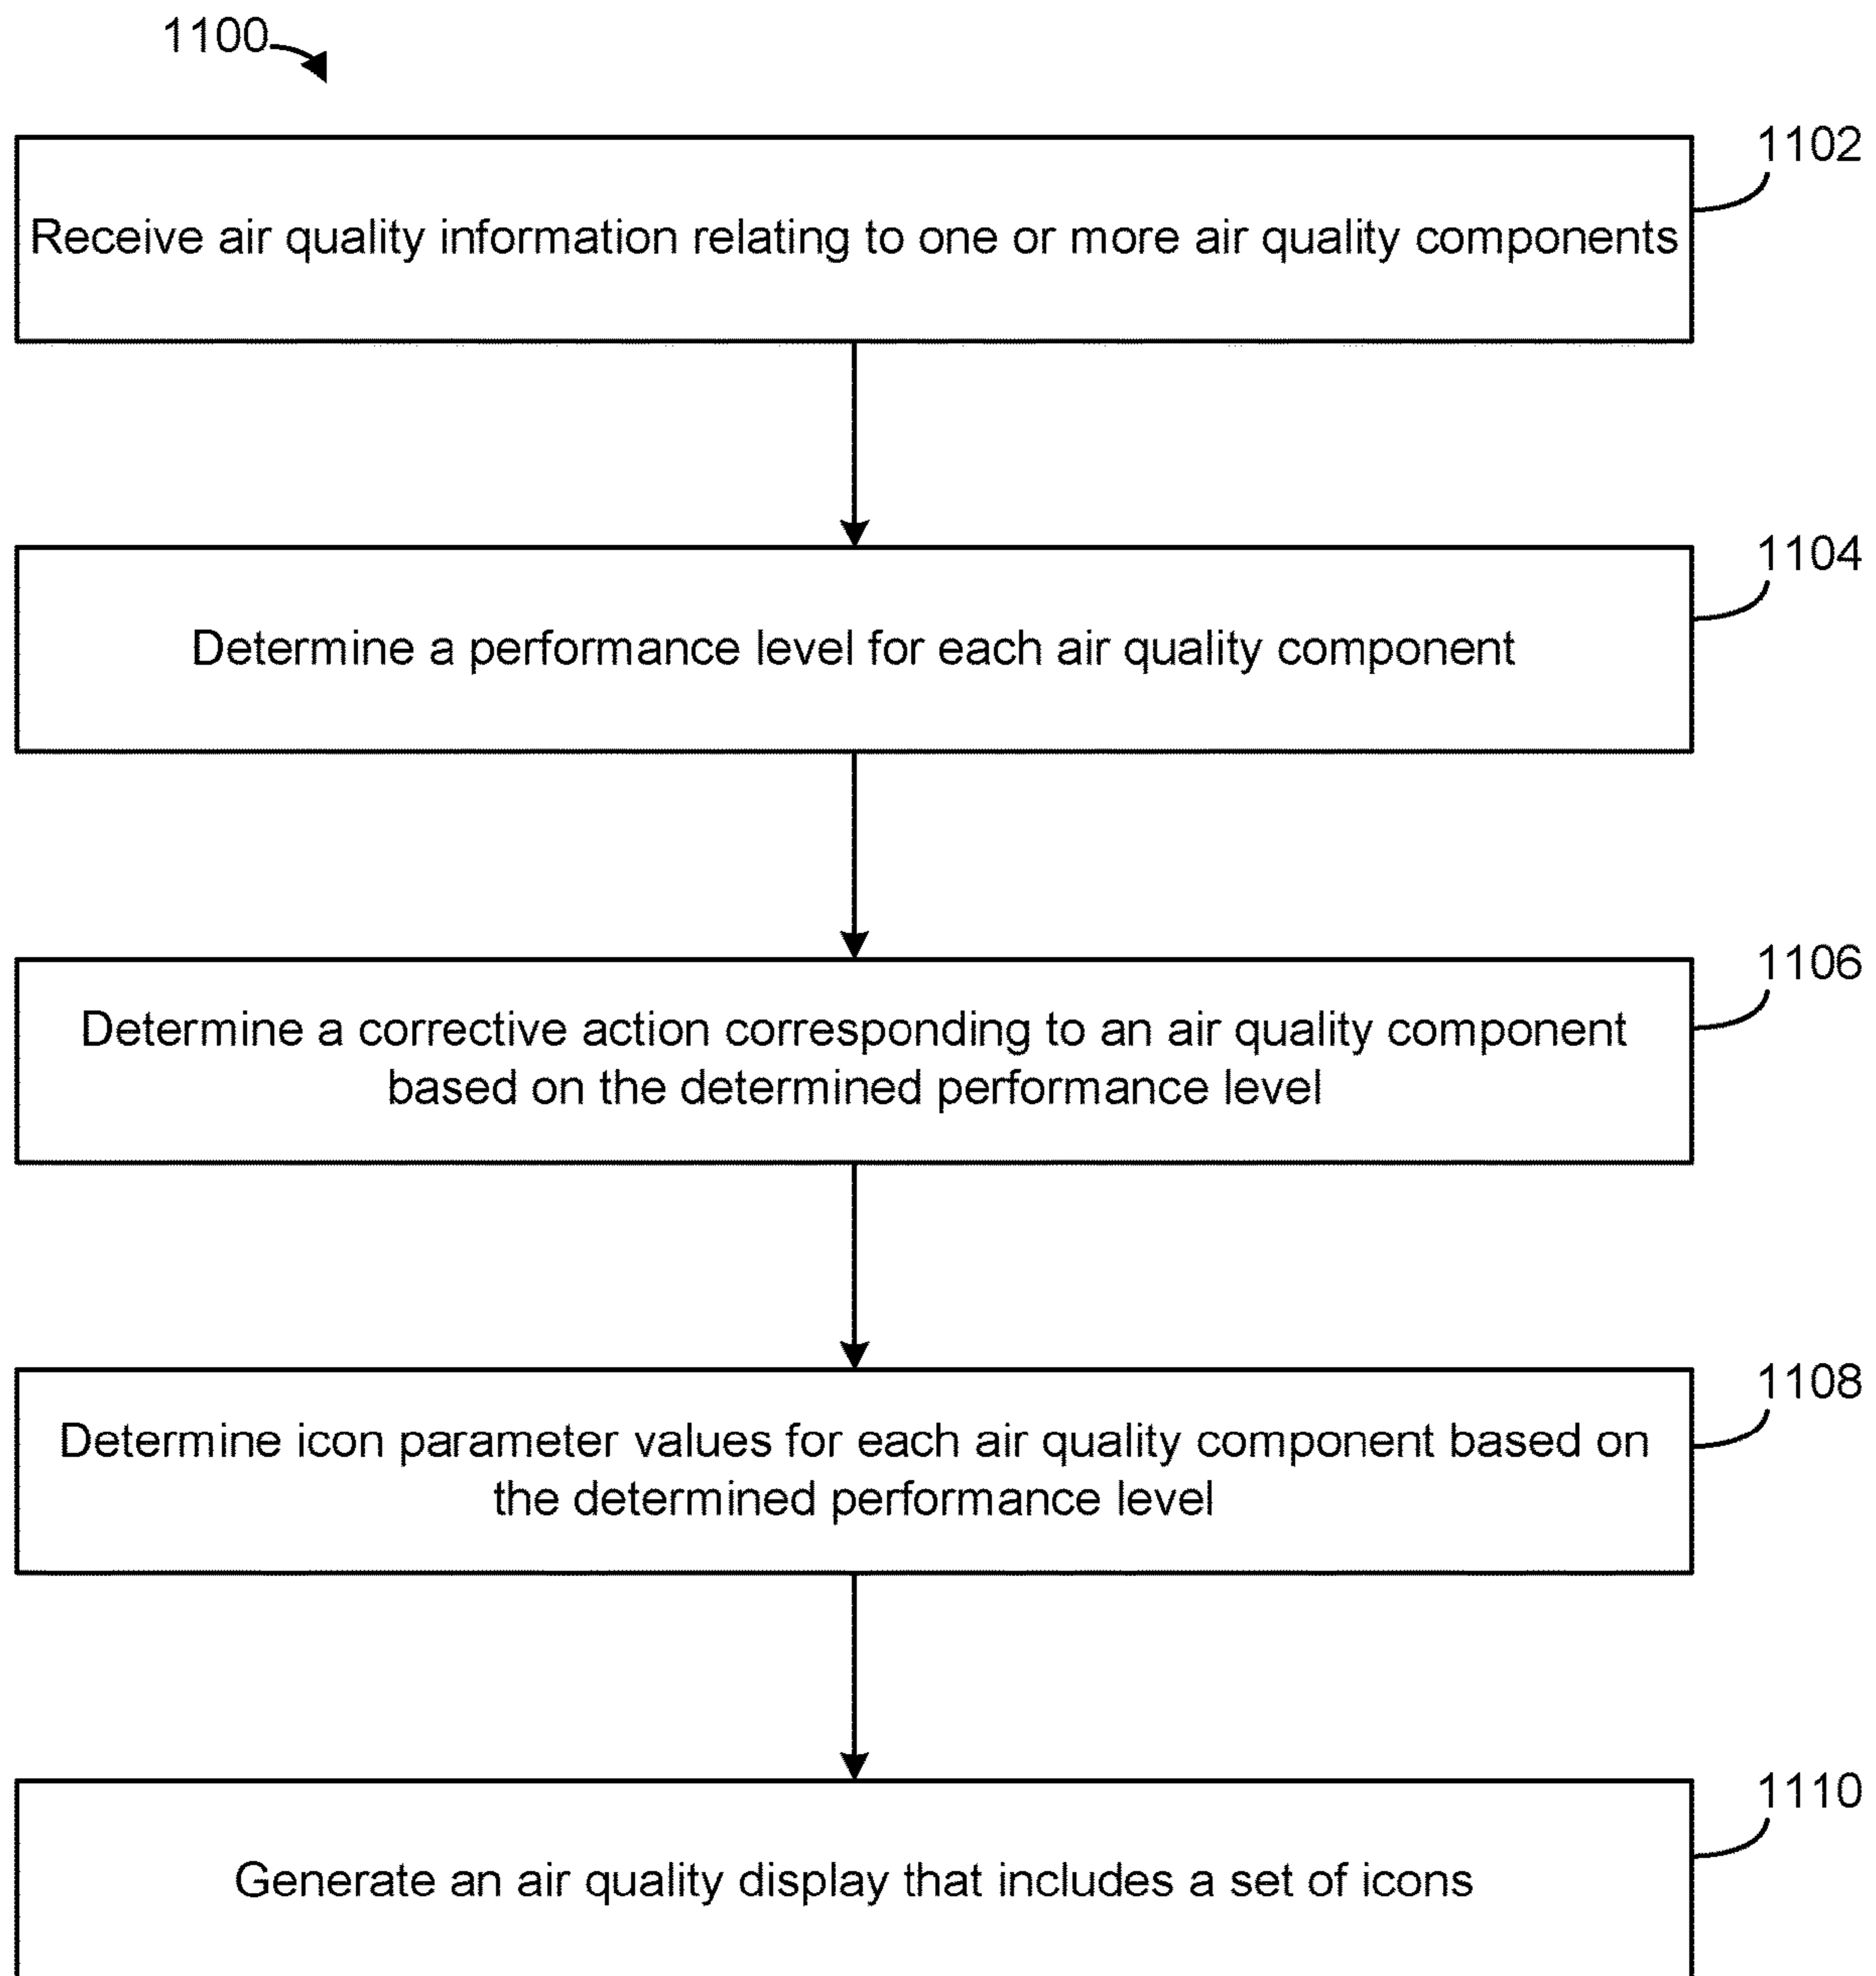 1100
1102
Receive air quality information relating to one or more air quality components
1104
Determine a performance level for each air quality component
1106
Determine a corrective action corresponding to an air quality component
based on the determined performance level
1108
Determine icon parameter values for each air quality component based on
the determined performance level
1110
Generate an air quality display that includes a set of icons